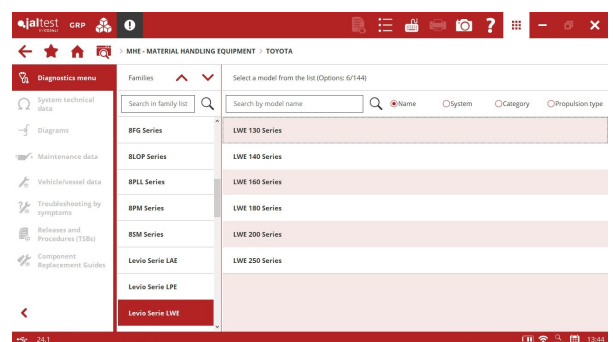 jaltest GRP
by COJALI
> MHE - MATERIAL HANDLING EQUIPMENT > TOYOTA
Diagnostics menu
System technical
data
Diagrams
Maintenance data
Vehicle/vessel data
Troubleshooting by
symptoms
Releases and
Procedures (TSBs)
Component
Replacement Guides
Families
Search in family list
8FG Series
8LOP Series
8PLL Series
8PM Series
8SM Series
Levio Serie LAE
Levio Serie LPE
Levio Serie LWE
Select a model from the list (Options: 6/144)
Search by model name
Name System Category Propulsion type
LWE 130 Series
LWE 140 Series
LWE 160 Series
LWE 180 Series
LWE 200 Series
LWE 250 Series
24.1 13:44